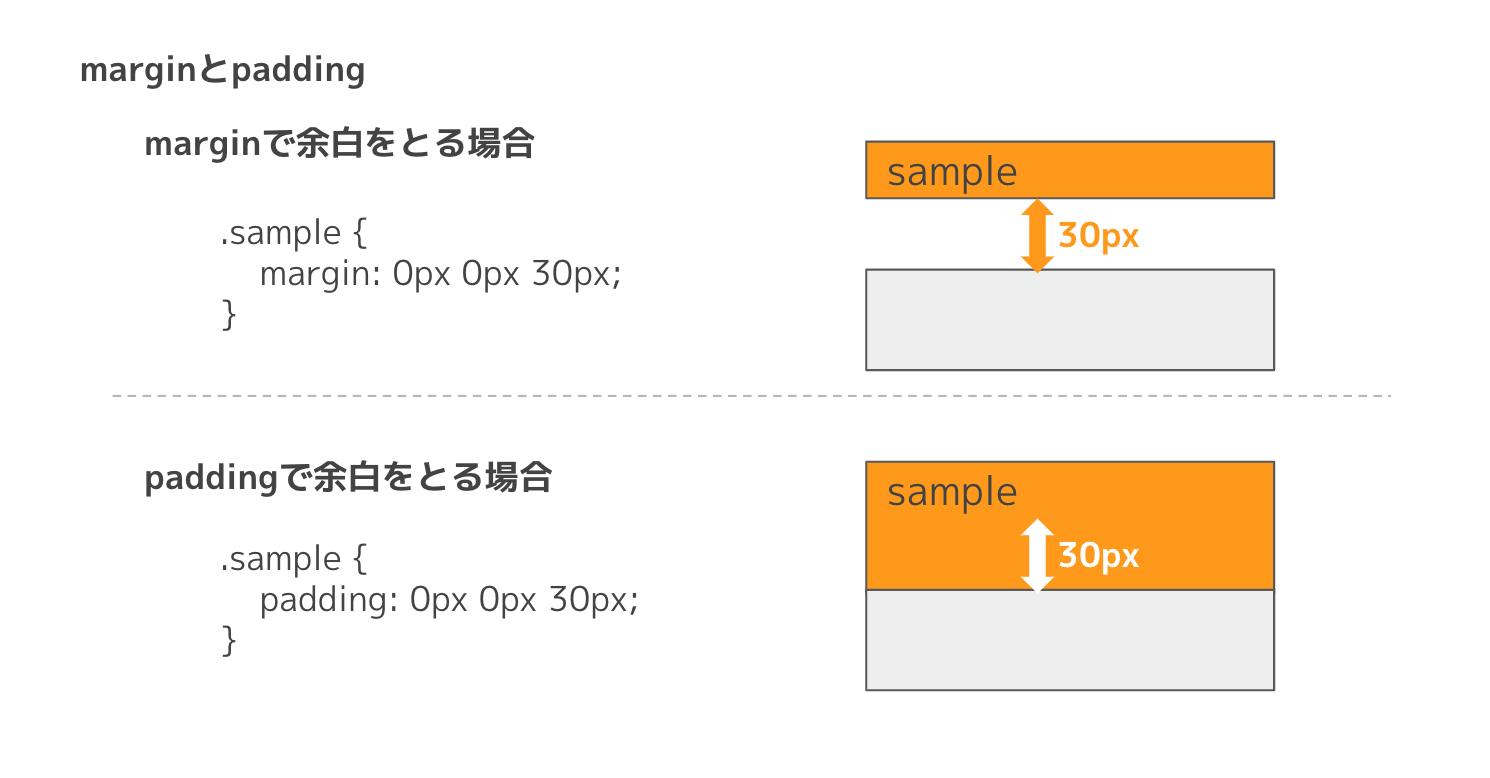 marginとpadding
marginで余白をとる場合
.sample {
margin: 0px 0px 30px;
}
sample
30px
paddingで余白をとる場合
.sample {
padding: 0px 0px 30px;
}
sample
30px